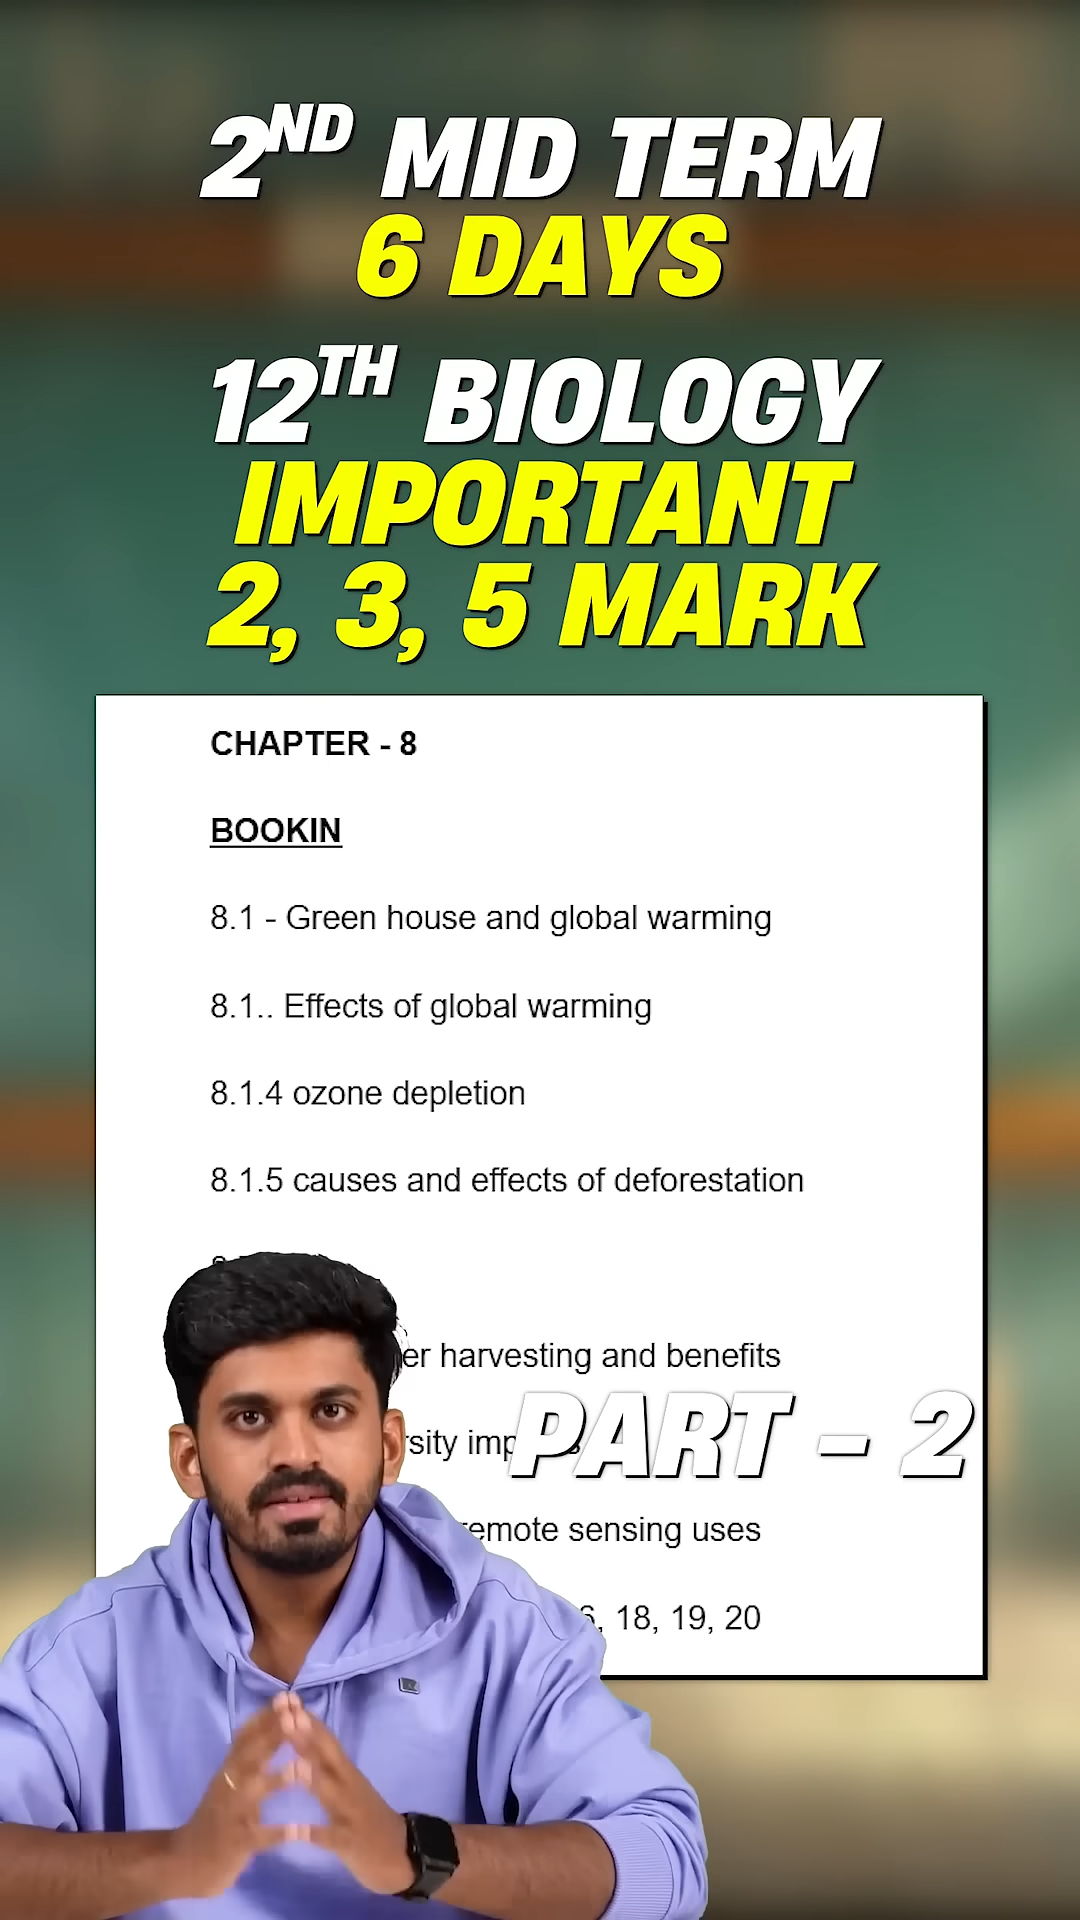 2ND MID TERM
6 DAYS
12TH BIOLOGY
IMPORTANT
2, 3, 5 MARK
CHAPTER - 8
BOOKIN
8.1 - Green house and global warming
8.1.. Effects of global warming
8.1.4 ozone depletion
8.1.5 causes and effects of deforestation
harvesting and benefits
PART - 2
remote sensing uses
18, 19, 20